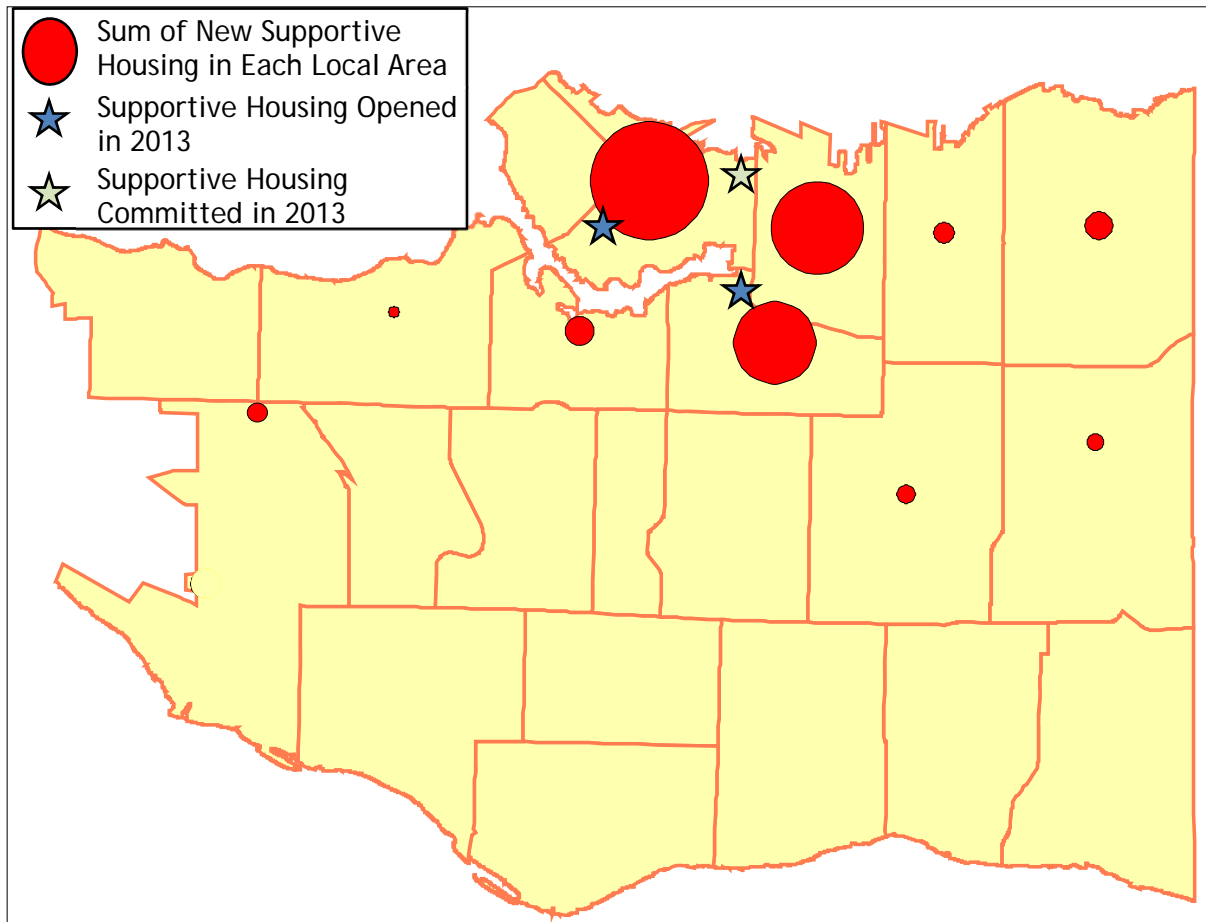 Sum of New Supportive
Housing in Each Local Area
Supportive Housing Opened
in 2013
Supportive Housing
Committed in 2013